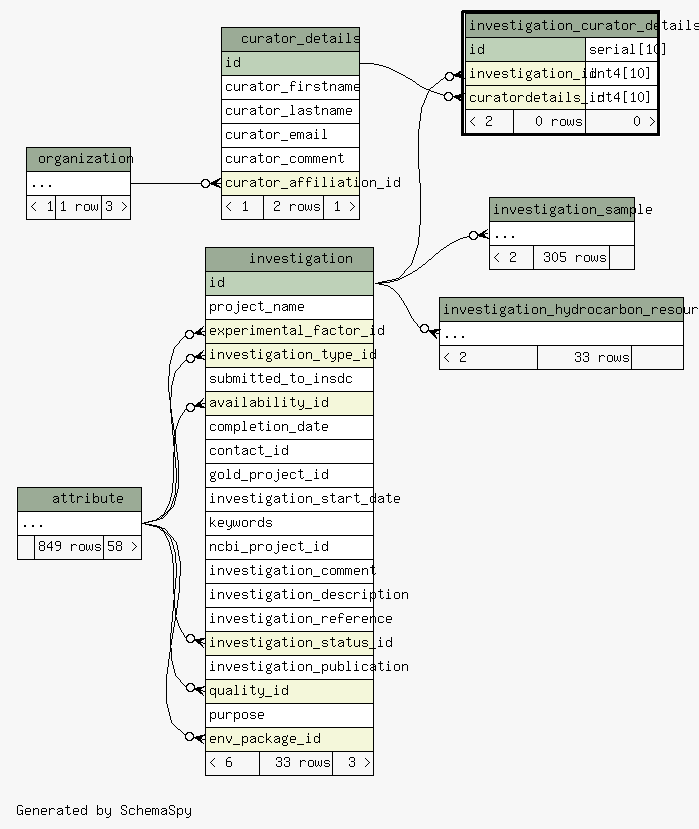 curator_details
id
curator_firstname
curator_lastname
curator_email
curator_comment
curator_affiliation_id
< 1 2 rows 1 >
investigation_curator_details
id serial[10]
investigation_id int4[10]
curatordetails_id int4[10]
< 2 0 rows 0 >
organization
...
< 1 1 row 3 >
investigation_sample
...
< 2 305 rows
investigation_hydrocarbon_resour
...
< 2 33 rows
investigation
id
project_name
experimental_factor_id
investigation_type_id
submitted_to_insdc
availability_id
completion_date
contact_id
gold_project_id
investigation_start_date
keywords
ncbi_project_id
investigation_comment
investigation_description
investigation_reference
investigation_status_id
investigation_publication
quality_id
purpose
env_package_id
< 6 33 rows 3 >
attribute
...
849 rows 58 >
Generated by SchemaSpy